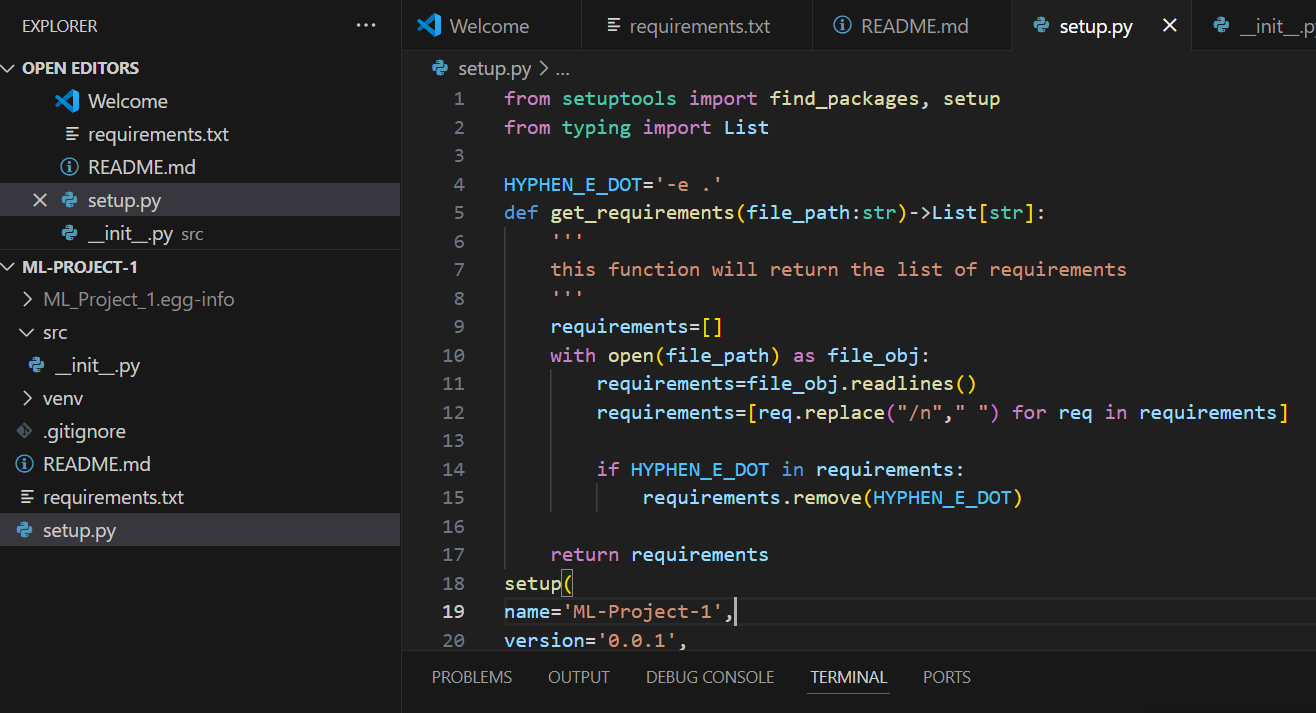 EXPLORER
OPEN EDITORS
Welcome
requirements.txt
README.md
setup.py
__init__.py src
ML-PROJECT-1
ML_Project_1.egg-info
src
__init__.py
venv
.gitignore
README.md
requirements.txt
setup.py
Welcome requirements.txt README.md setup.py __init__.py
setup.py > ...
1 from setuptools import find_packages, setup
2 from typing import List
3
4 HYPHEN_E_DOT='-e .'
5 def get_requirements(file_path:str)->List[str]:
6     '''
7     this function will return the list of requirements
8     '''
9     requirements=[]
10     with open(file_path) as file_obj:
11         requirements=file_obj.readlines()
12         requirements=[req.replace("/n"," ") for req in requirements]
13
14         if HYPHEN_E_DOT in requirements:
15             requirements.remove(HYPHEN_E_DOT)
16
17     return requirements
18 setup(
19 name='ML-Project-1',
20 version='0.0.1',
PROBLEMS OUTPUT DEBUG CONSOLE TERMINAL PORTS